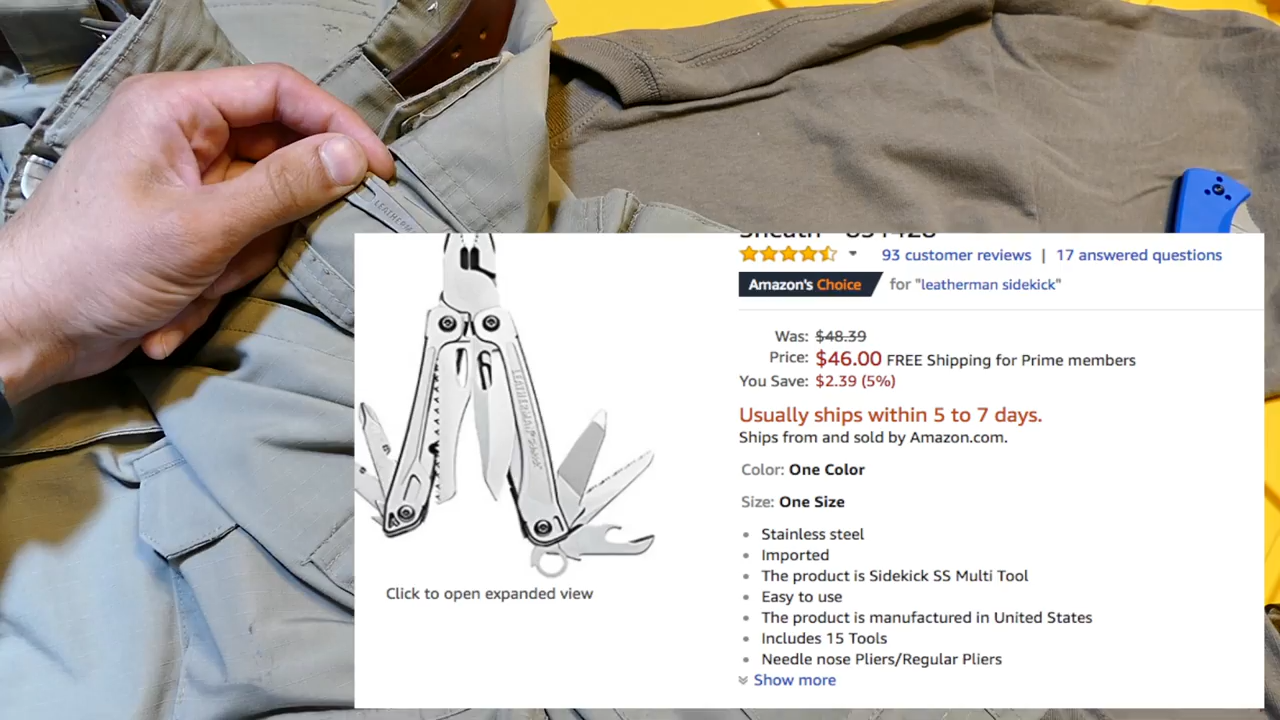 LEATHERM
93 customer reviews | 17 answered questions
Amazon's Choice for "leatherman sidekick"
Was: $48.39
Price: $46.00 FREE Shipping for Prime members
You Save: $2.39 (5%)
Usually ships within 5 to 7 days.
Ships from and sold by Amazon.com.
Color: One Color
Size: One Size
Stainless steel
Imported
The product is Sidekick SS Multi Tool
Easy to use
The product is manufactured in United States
Includes 15 Tools
Needle nose Pliers/Regular Pliers
Show more
Click to open expanded view